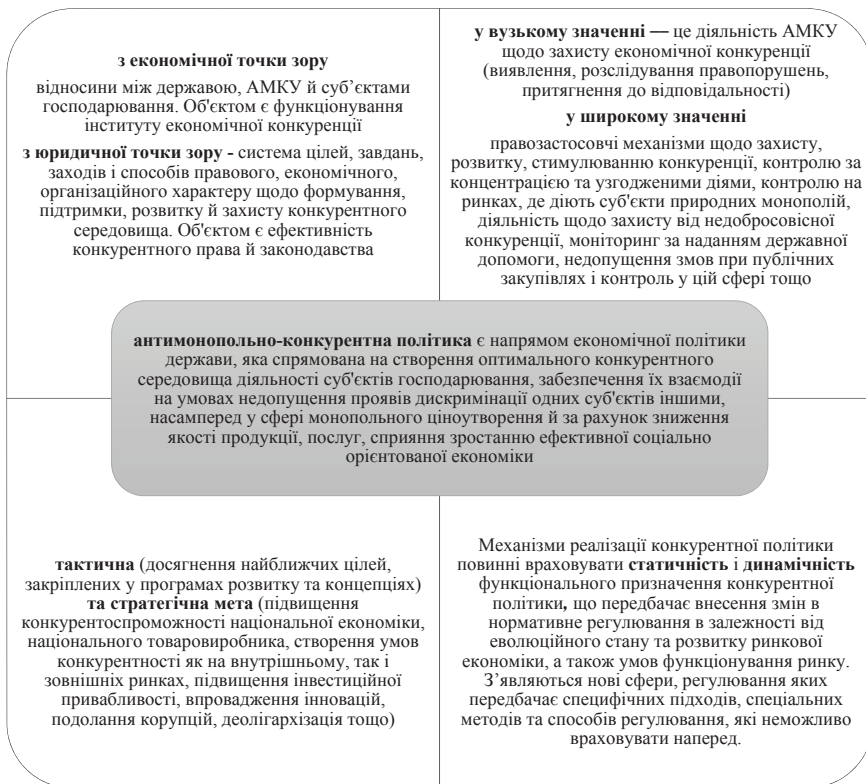 з економічної точки зору
відносини між державою, АМКУ й суб’єктами
господарювання. Об'єктом є функціонування
інституту економічної конкуренції
з юридичної точки зору - система цілей, завдань,
заходів і способів правового, економічного,
організаційного характеру щодо формування,
підтримки, розвитку й захисту конкурентного
середовища. Об'єктом є ефективність
конкурентного права й законодавства
у вузькому значенні — це діяльність АМКУ
щодо захисту економічної конкуренції
(виявлення, розслідування правопорушень,
притягнення до відповідальності)
у широкому значенні
правозастосовчі механізми щодо захисту,
розвитку, стимулюванню конкуренції, контролю за
концентрацією та узгодженими діями, контролю на
ринках, де діють суб'єкти природних монополій,
діяльність щодо захисту від недобросовісної
конкуренції, моніторинг за наданням державної
допомоги, недопущення змов при публічних
закупівлях і контроль у цій сфері тощо
антимонопольно-конкурентна політика є напрямом економічної політики
держави, яка спрямована на створення оптимального конкурентного
середовища діяльності суб'єктів господарювання, забезпечення їх взаємодії
на умовах недопущення проявів дискримінації одних суб'єктів іншими,
насамперед у сфері монопольного ціноутворення й за рахунок зниження
якості продукції, послуг, сприяння зростанню ефективної соціально
орієнтованої економіки
тактична (досягнення найближчих цілей,
закріплених у програмах розвитку та концепціях)
та стратегічна мета (підвищення
конкурентоспроможності національної економіки,
національного товаровиробника, створення умов
конкурентності як на внутрішньому, так і
зовнішніх ринках, підвищення інвестиційної
привабливості, впровадження інновацій,
подолання корупцій, деолігархізація тощо)
Механізми реалізації конкурентної політики
повинні враховувати статичність і динамічність
функціонального призначення конкурентної
політики, що передбачає внесення змін в
нормативне регулювання в залежності від
еволюційного стану та розвитку ринкової
економіки, а також умов функціонування ринку.
З’являються нові сфери, регулювання яких
передбачає специфічних підходів, спеціальних
методів та способів регулювання, які неможливо
враховувати наперед.